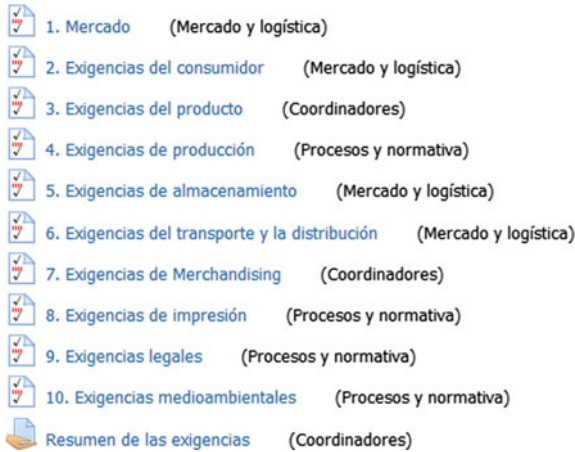 1. Mercado (Mercado y logística)
2. Exigencias del consumidor (Mercado y logística)
3. Exigencias del producto (Coordinadores)
4. Exigencias de producción (Procesos y normativa)
5. Exigencias de almacenamiento (Mercado y logística)
6. Exigencias del transporte y la distribución (Mercado y logística)
7. Exigencias de Merchandising (Coordinadores)
8. Exigencias de impresión (Procesos y normativa)
9. Exigencias legales (Procesos y normativa)
10. Exigencias medioambientales (Procesos y normativa)
Resumen de las exigencias (Coordinadores)